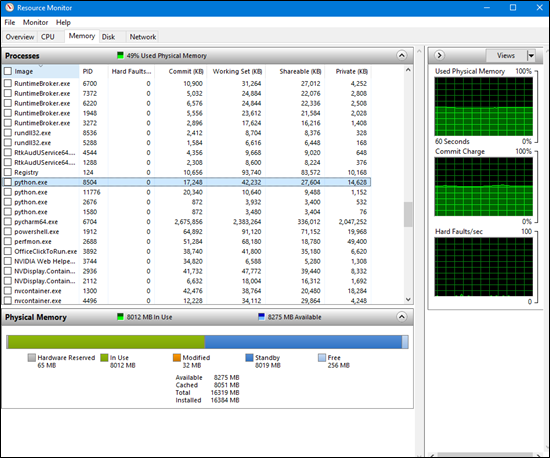 Resource Monitor
File Monitor Help
Overview CPU Memory Disk Network
Processes 49% Used Physical Memory
Image PID Hard Faults... Commit (KB) Working Set (KB) Shareable (KB) Private (KB)
RuntimeBroker.exe 6700 0 10,900 31,264 27,012 4,252
RuntimeBroker.exe 7372 0 5,032 24,884 22,076 2,808
RuntimeBroker.exe 6220 0 6,576 24,844 22,336 2,508
RuntimeBroker.exe 1948 0 5,556 23,612 21,584 2,028
RuntimeBroker.exe 3272 0 2,896 17,624 16,216 1,408
rundll32.exe 8536 0 2,412 8,704 8,376 328
rundll32.exe 5288 0 1,584 6,616 6,448 168
RtkAudUService64.... 4544 0 4,356 9,668 9,020 648
RtkAudUService64.... 1288 0 2,308 8,600 8,224 376
Registry 124 0 10,656 93,740 83,572 10,168
python.exe 8504 0 17,248 42,232 27,604 14,628
python.exe 11776 0 20,340 10,640 9,488 1,152
python.exe 2676 0 872 3,932 3,400 532
python.exe 1580 0 872 3,480 3,404 76
pycharm64.exe 6704 0 2,675,856 2,383,264 336,012 2,047,252
powershell.exe 1912 0 64,892 91,120 71,152 19,968
perfmon.exe 2688 0 51,284 68,180 18,780 49,400
OfficeClickToRun.exe 3892 0 38,740 41,800 35,180 6,620
NVIDIA Web Helpe... 3744 0 34,820 6,588 5,280 1,308
NVDisplay.Contain... 2936 0 41,732 47,772 39,440 8,332
NVDisplay.Contain... 2112 0 6,632 18,004 16,312 1,692
nvcontainer.exe 1300 0 42,476 38,764 20,480 18,284
nvcontainer.exe 4496 0 12,228 34,112 29,864 4,248
Physical Memory 8012 MB In Use 8275 MB Available
Hardware Reserved In Use Modified Standby Free
65 MB 8012 MB 32 MB 8019 MB 256 MB
Available 8275 MB
Cached 8051 MB
Total 16319 MB
Installed 16384 MB
Views
Used Physical Memory 100%
60 Seconds 0%
Commit Charge 100%
0%
Hard Faults/sec 100
0